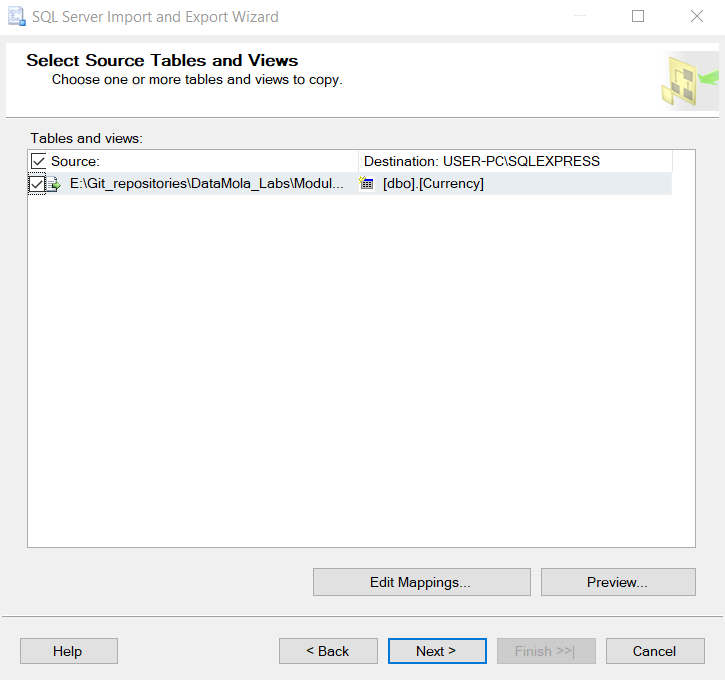 SQL Server Import and Export Wizard
Select Source Tables and Views
Choose one or more tables and views to copy.
Tables and views:
Source: Destination: USER-PC\SQLEXPRESS
E:\Git_repositories\DataMola_Labs\Modul... [dbo].[Currency]
Edit Mappings... Preview...
Help < Back Next > Finish >>| Cancel